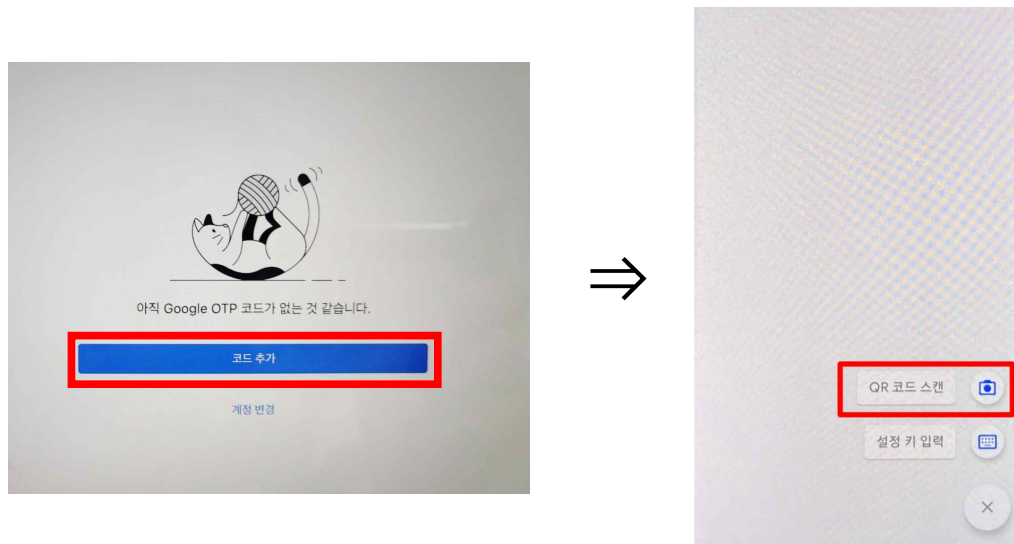 아직 Google OTP 코드가 없는 것 같습니다.
코드 추가
계정 변경
⇒
QR 코드 스캔
설정 키 입력